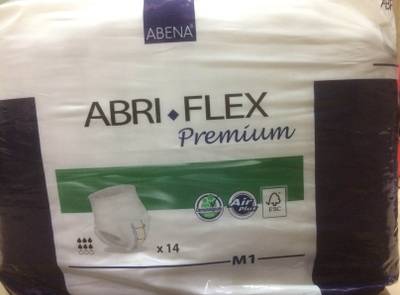 ABENA
ABRI-FLEX
Premium
Air Plus
FSC
x 14
M1